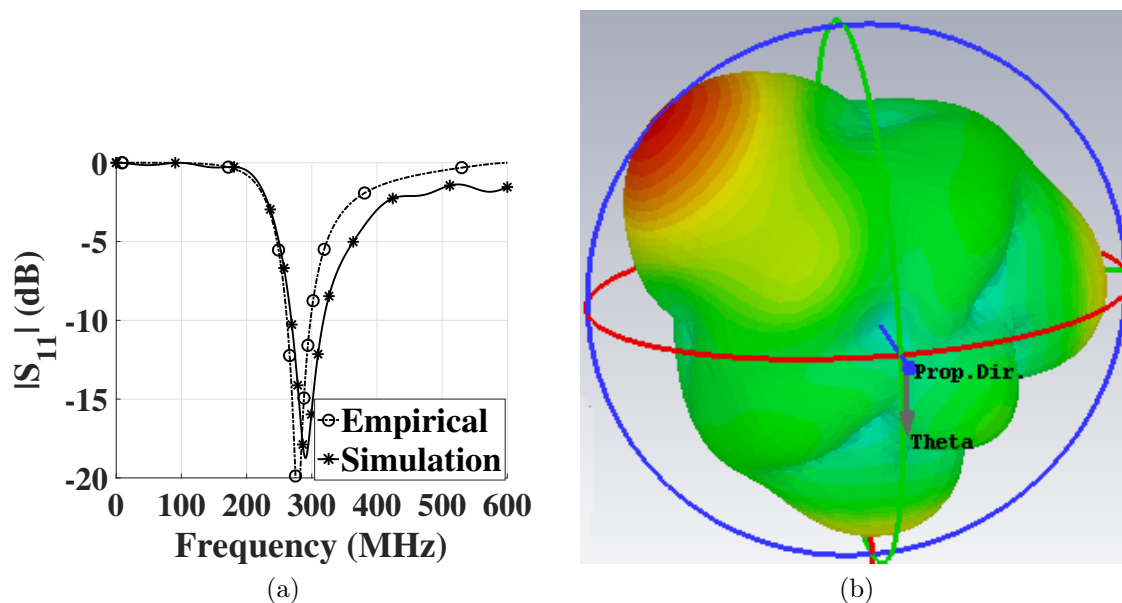 0
-5
-10
-15
-20
|S11| (dB)
Empirical
Simulation
0 100 200 300 400 500 600
Frequency (MHz)
(a)
Prop.Dir.
Theta
(b)